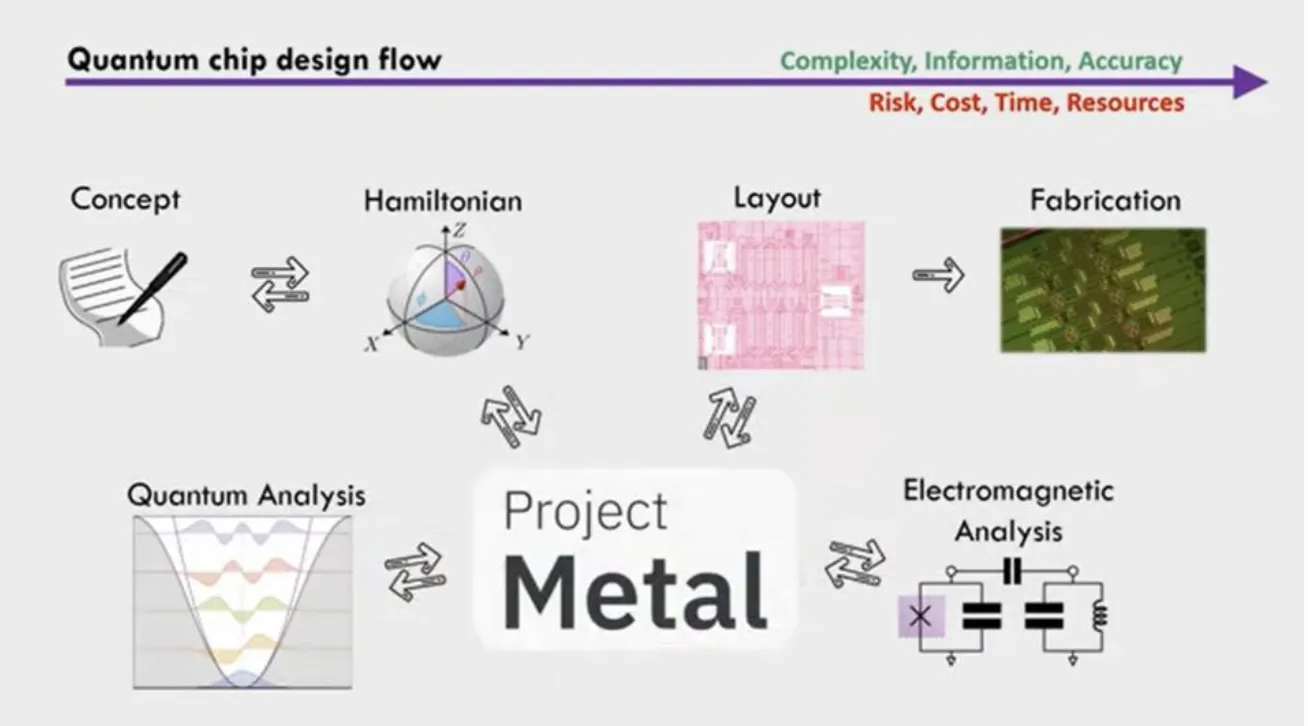 Quantum chip design flow
Complexity, Information, Accuracy
Risk, Cost, Time, Resources
Concept
Hamiltonian
Layout
Fabrication
Z
θ
ρ
ϕ
X
Y
Quantum Analysis
Project
Metal
Electromagnetic
Analysis